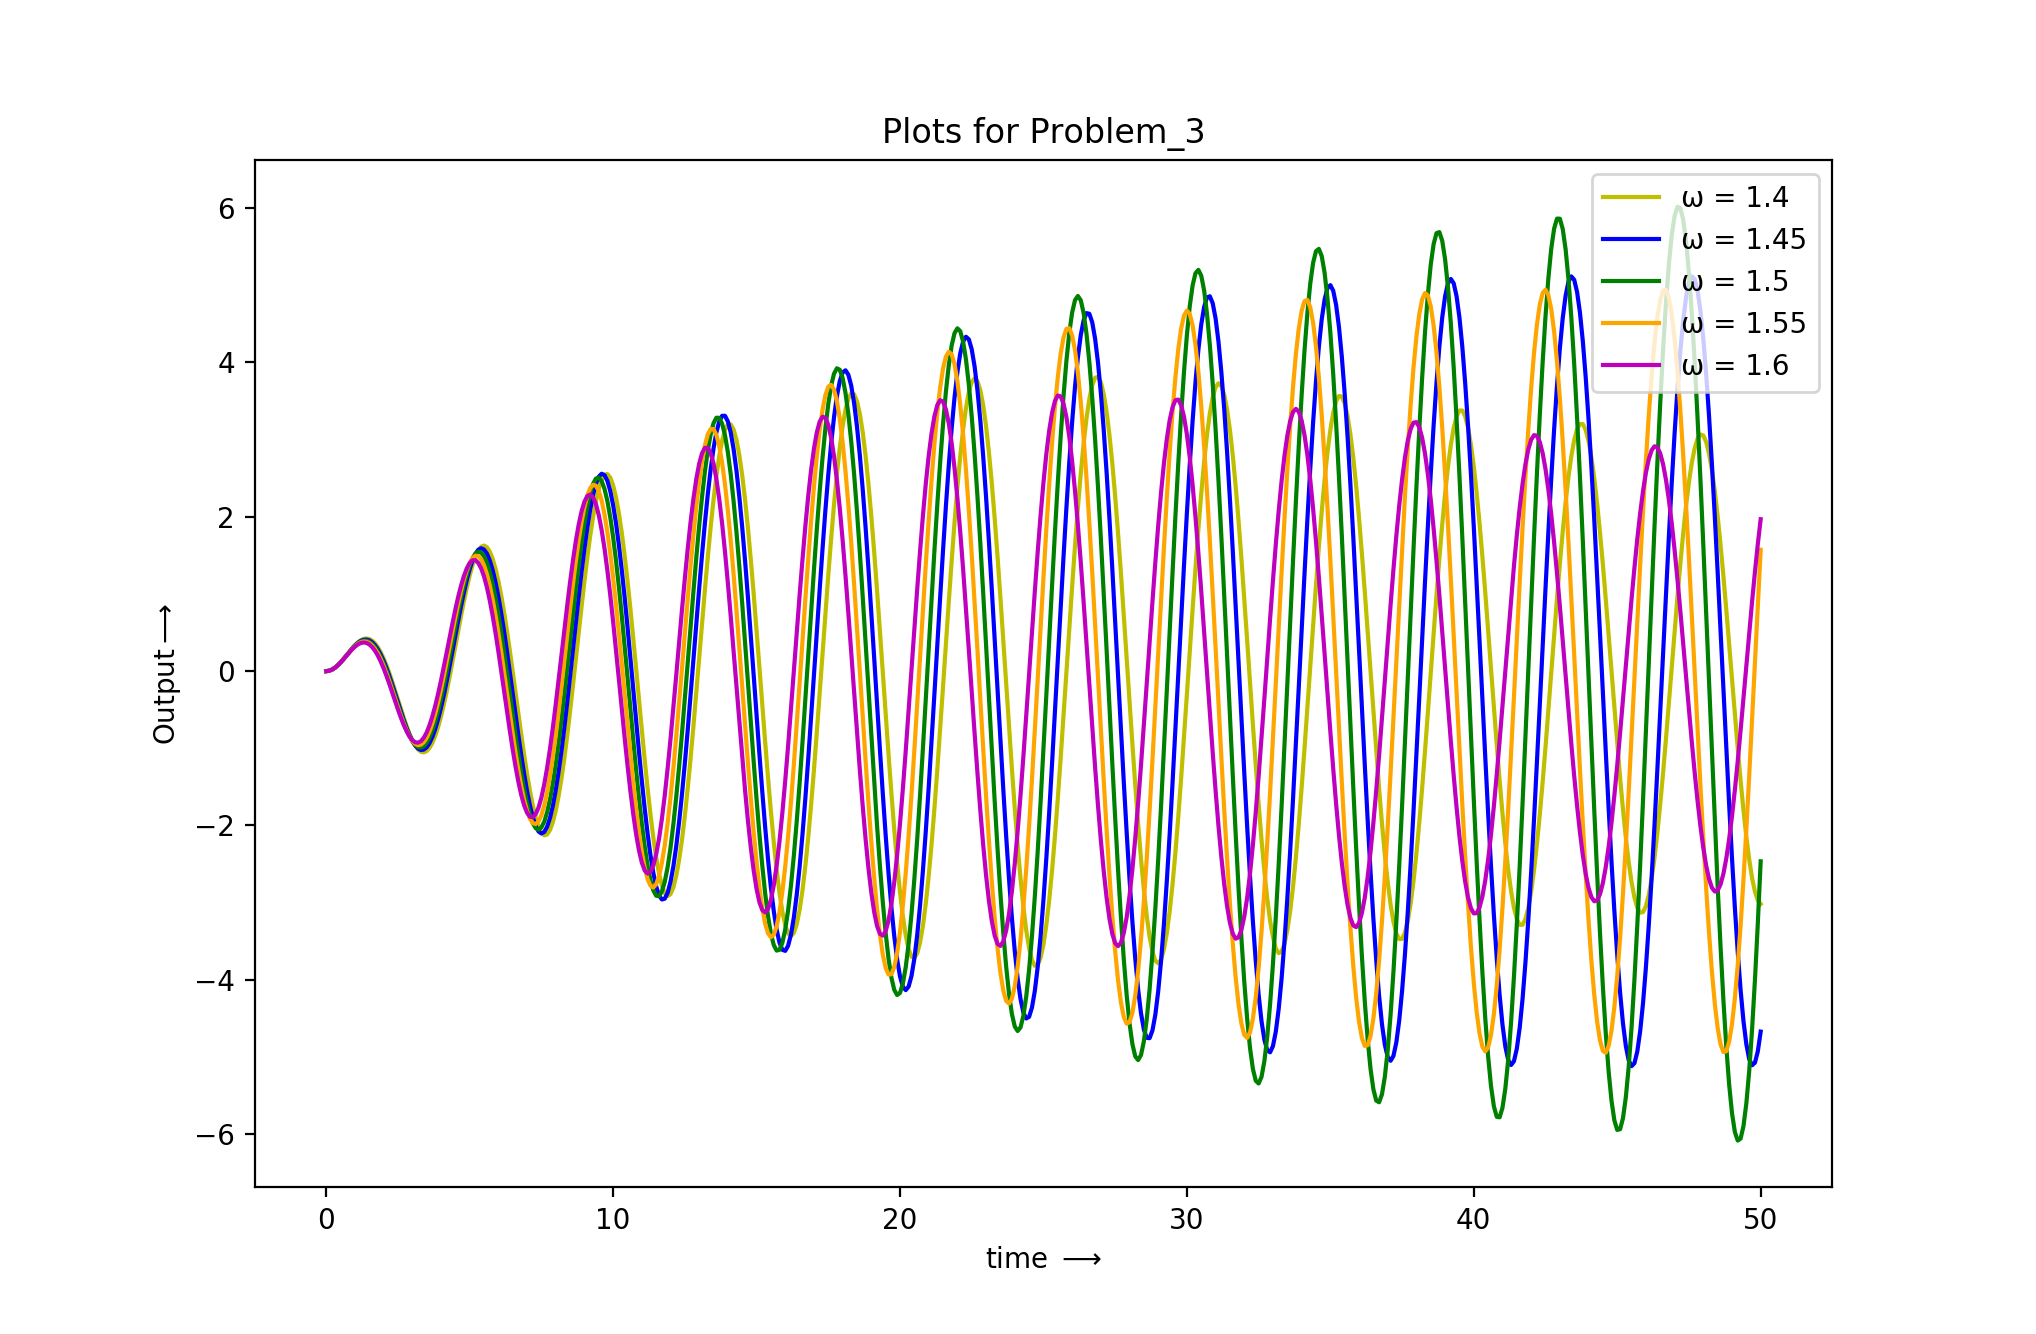 Plots for Problem_3
ω = 1.4
ω = 1.45
ω = 1.5
ω = 1.55
ω = 1.6
6
4
2
0
−2
−4
−6
Output ⟶
0 10 20 30 40 50
time ⟶